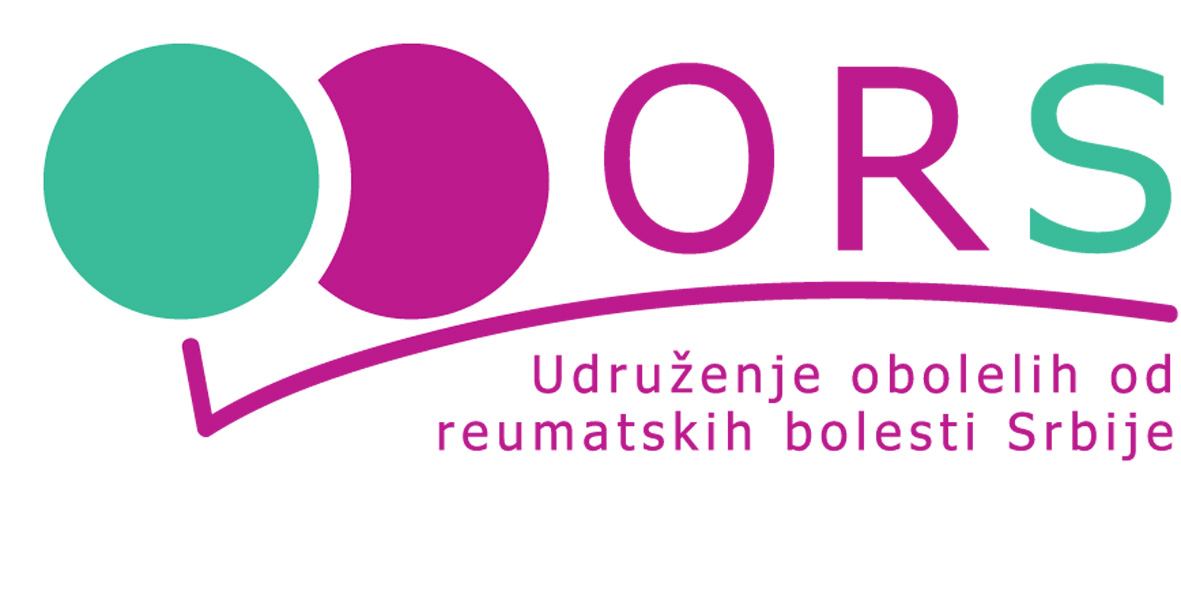 ORS
Udruženje obolelih od
reumatskih bolesti Srbije